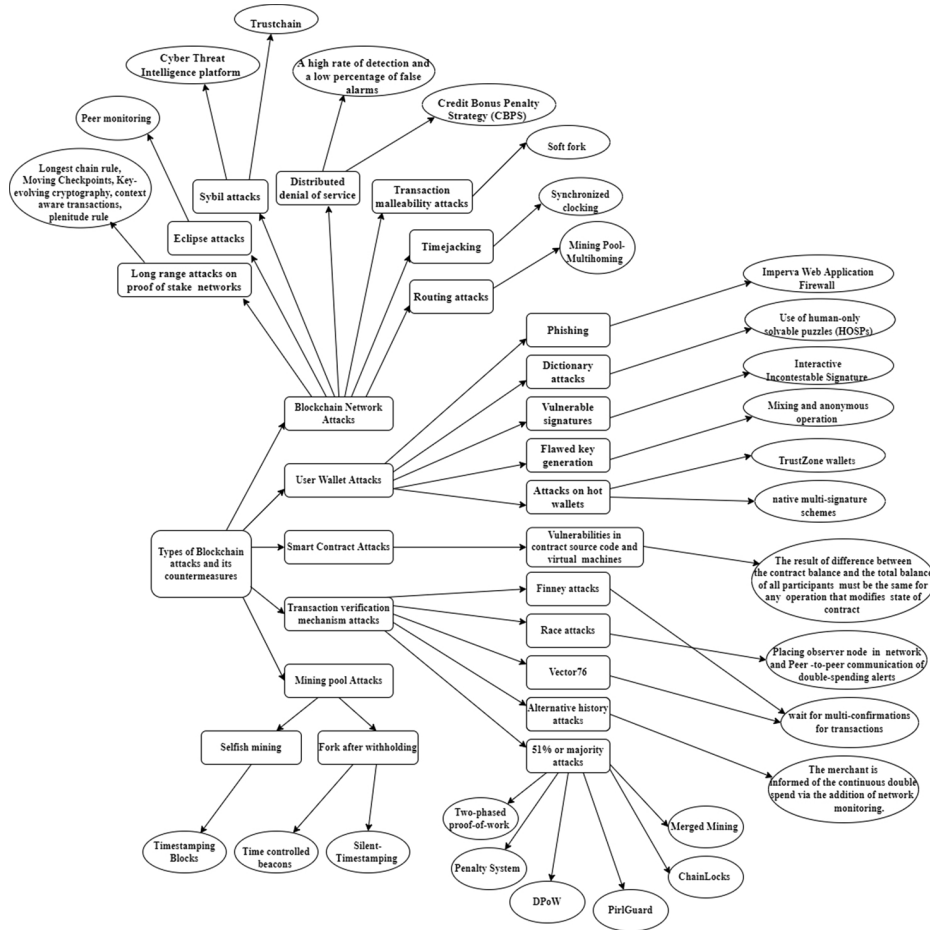 Trustchain
Cyber Threat
Intelligence platform
A high rate of detection and
a low percentage of false
alarms
Credit Bonus Penalty
Strategy (CBPS)
Peer monitoring
Soft fork
Longest chain rule,
Moving Checkpoints, Key-
evolving cryptography, context
aware transactions,
plenitude rule
Sybil attacks
Distributed
denial of service
Transaction
malleability attacks
Synchronized
clocking
Eclipse attacks
Timejacking
Mining Pool-
Multihoming
Long range attacks on
proof of stake networks
Routing attacks
Imperva Web Application
Firewall
Phishing
Use of human-only
solvable puzzles (HOSPs)
Dictionary
attacks
Interactive
Incontestable Signature
Blockchain Network
Attacks
Vulnerable
signatures
Mixing and anonymous
operation
Flawed key
generation
TrustZone wallets
User Wallet Attacks
Attacks on hot
wallets
native multi-signature
schemes
Types of Blockchain
attacks and its
countermeasures
Smart Contract Attacks
Vulnerabilities in
contract source code and
virtual machines
The result of difference between
the contract balance and the total balance
of all participants must be the same for
any operation that modifies state of
contract
Finney attacks
Transaction verification
mechanism attacks
Race attacks
Placing observer node in network
and Peer -to-peer communication of
double-spending alerts
Vector76
Mining pool Attacks
Alternative history
attacks
wait for multi-confirmations
for transactions
Selfish mining
Fork after withholding
51% or majority
attacks
The merchant is
informed of the continuous double
spend via the addition of network
monitoring.
Two-phased
proof-of-work
Merged Mining
Timestamping
Blocks
Time controlled
beacons
Silent-
Timestamping
Penalty System
ChainLocks
DPoW
PirlGuard